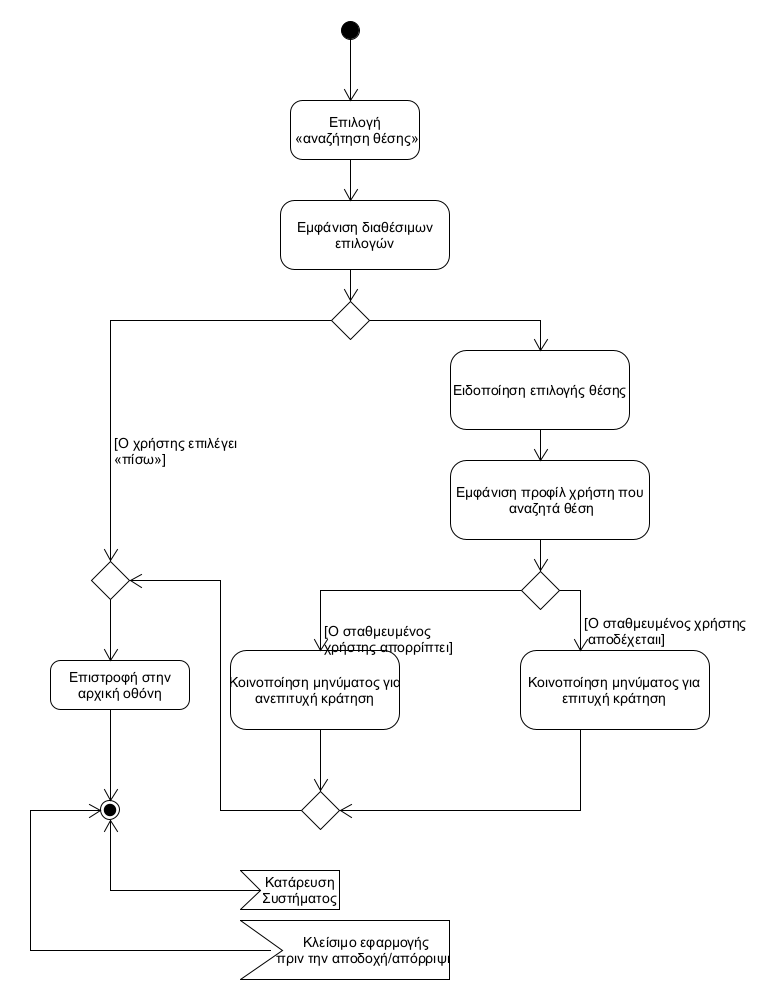 Επιλογή
«αναζήτηση θέσης»
Εμφάνιση διαθέσιμων
επιλογών
Ειδοποίηση επιλογής θέσης
[Ο χρήστης επιλέγει
«πίσω»]
Εμφάνιση προφίλ χρήστη που
αναζητά θέση
[Ο σταθμευμένος
χρήστης απορρίπτει]
[Ο σταθμευμένος χρήστης
αποδέχεταιι]
Επιστροφή στην
αρχική οθόνη
Κοινοποίηση μηνύματος για
ανεπιτυχή κράτηση
Κοινοποίηση μηνύματος για
επιτυχή κράτηση
Κατάρευση
Συστήματος
Κλείσιμο εφαρμογής
πριν την αποδοχή/απόρριψι